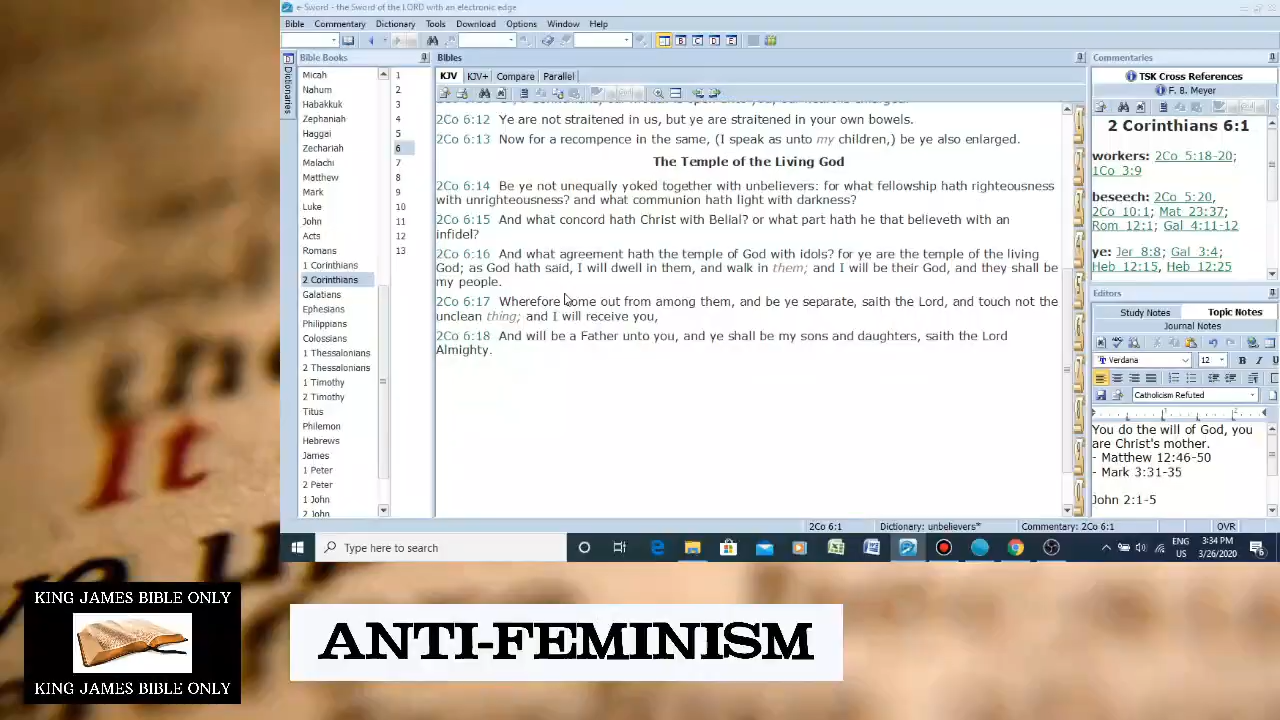 e-Sword - the Sword of the LORD with an electronic edge
Bible Commentary Dictionary Tools Download Options Window Help
Dictionaries
Bible Books
Micah
Nahum
Habakkuk
Zephaniah
Haggai
Zechariah
Malachi
Matthew
Mark
Luke
John
Acts
Romans
1 Corinthians
2 Corinthians
Galatians
Ephesians
Philippians
Colossians
1 Thessalonians
2 Thessalonians
1 Timothy
2 Timothy
Titus
Philemon
Hebrews
James
1 Peter
2 Peter
1 John
2 John
1
2
3
4
5
6
7
8
9
10
11
12
13
Bibles
KJV KJV+ Compare Parallel
2Co 6:12 Ye are not straitened in us, but ye are straitened in your own bowels.
2Co 6:13 Now for a recompence in the same, (I speak as unto my children,) be ye also enlarged.
The Temple of the Living God
2Co 6:14 Be ye not unequally yoked together with unbelievers: for what fellowship hath righteousness
with unrighteousness? and what communion hath light with darkness?
2Co 6:15 And what concord hath Christ with Belial? or what part hath he that believeth with an
infidel?
2Co 6:16 And what agreement hath the temple of God with idols? for ye are the temple of the living
God; as God hath said, I will dwell in them, and walk in them; and I will be their God, and they shall be
my people.
2Co 6:17 Wherefore come out from among them, and be ye separate, saith the Lord, and touch not the
unclean thing; and I will receive you,
2Co 6:18 And will be a Father unto you, and ye shall be my sons and daughters, saith the Lord
Almighty.
Commentaries
TSK Cross References
F. B. Meyer
2 Corinthians 6:1
workers: 2Co 5:18-20;
1Co 3:9
beseech: 2Co 5:20,
2Co 10:1; Mat 23:37;
Rom 12:1; Gal 4:11-12
ye: Jer 8:8; Gal 3:4;
Heb 12:15, Heb 12:25
Editors
Study Notes Topic Notes
Journal Notes
Verdana 12 B I
Catholicism Refuted
You do the will of God, you
are Christ's mother.
- Matthew 12:46-50
- Mark 3:31-35
John 2:1-5
2Co 6:1 Dictionary: unbelievers* Commentary: 2Co 6:1 OVR
Type here to search
ENG
US
3:34 PM
3/26/2020
6
It
KING JAMES BIBLE ONLY
KING JAMES BIBLE ONLY
ANTI-FEMINISM